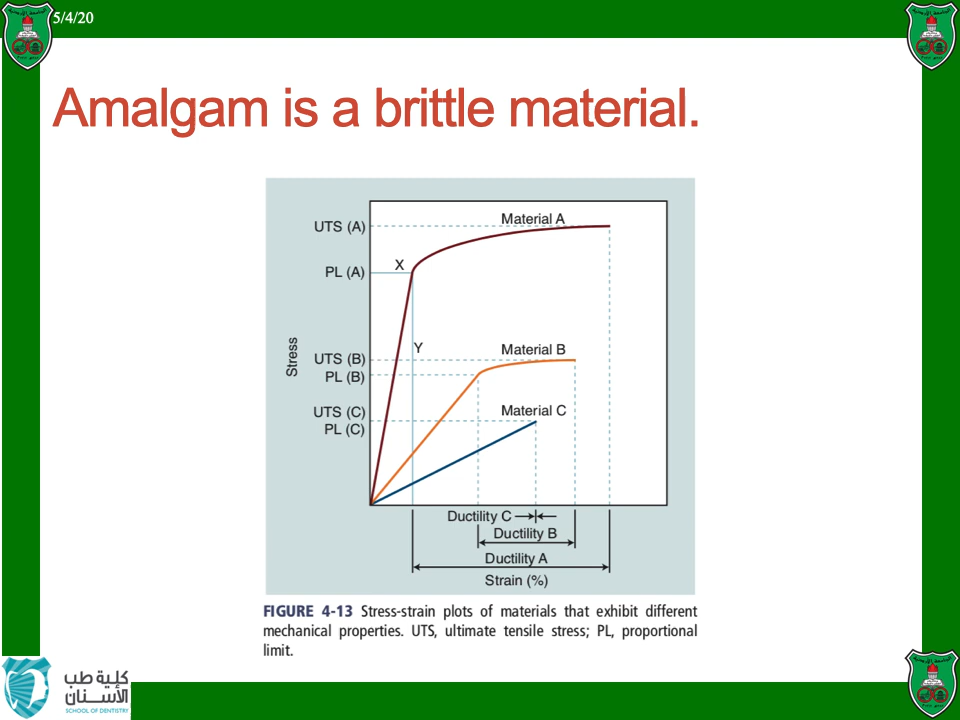 5/4/20
Amalgam is a brittle material.
Material A
UTS (A)
X
PL (A)
Y
Stress
Material B
UTS (B)
PL (B)
Material C
UTS (C)
PL (C)
Ductility C
Ductility B
Ductility A
Strain (%)
FIGURE 4-13 Stress-strain plots of materials that exhibit different
mechanical properties. UTS, ultimate tensile stress; PL, proportional
limit.
كلية طب
الأسنان
SCHOOL OF DENTISTRY